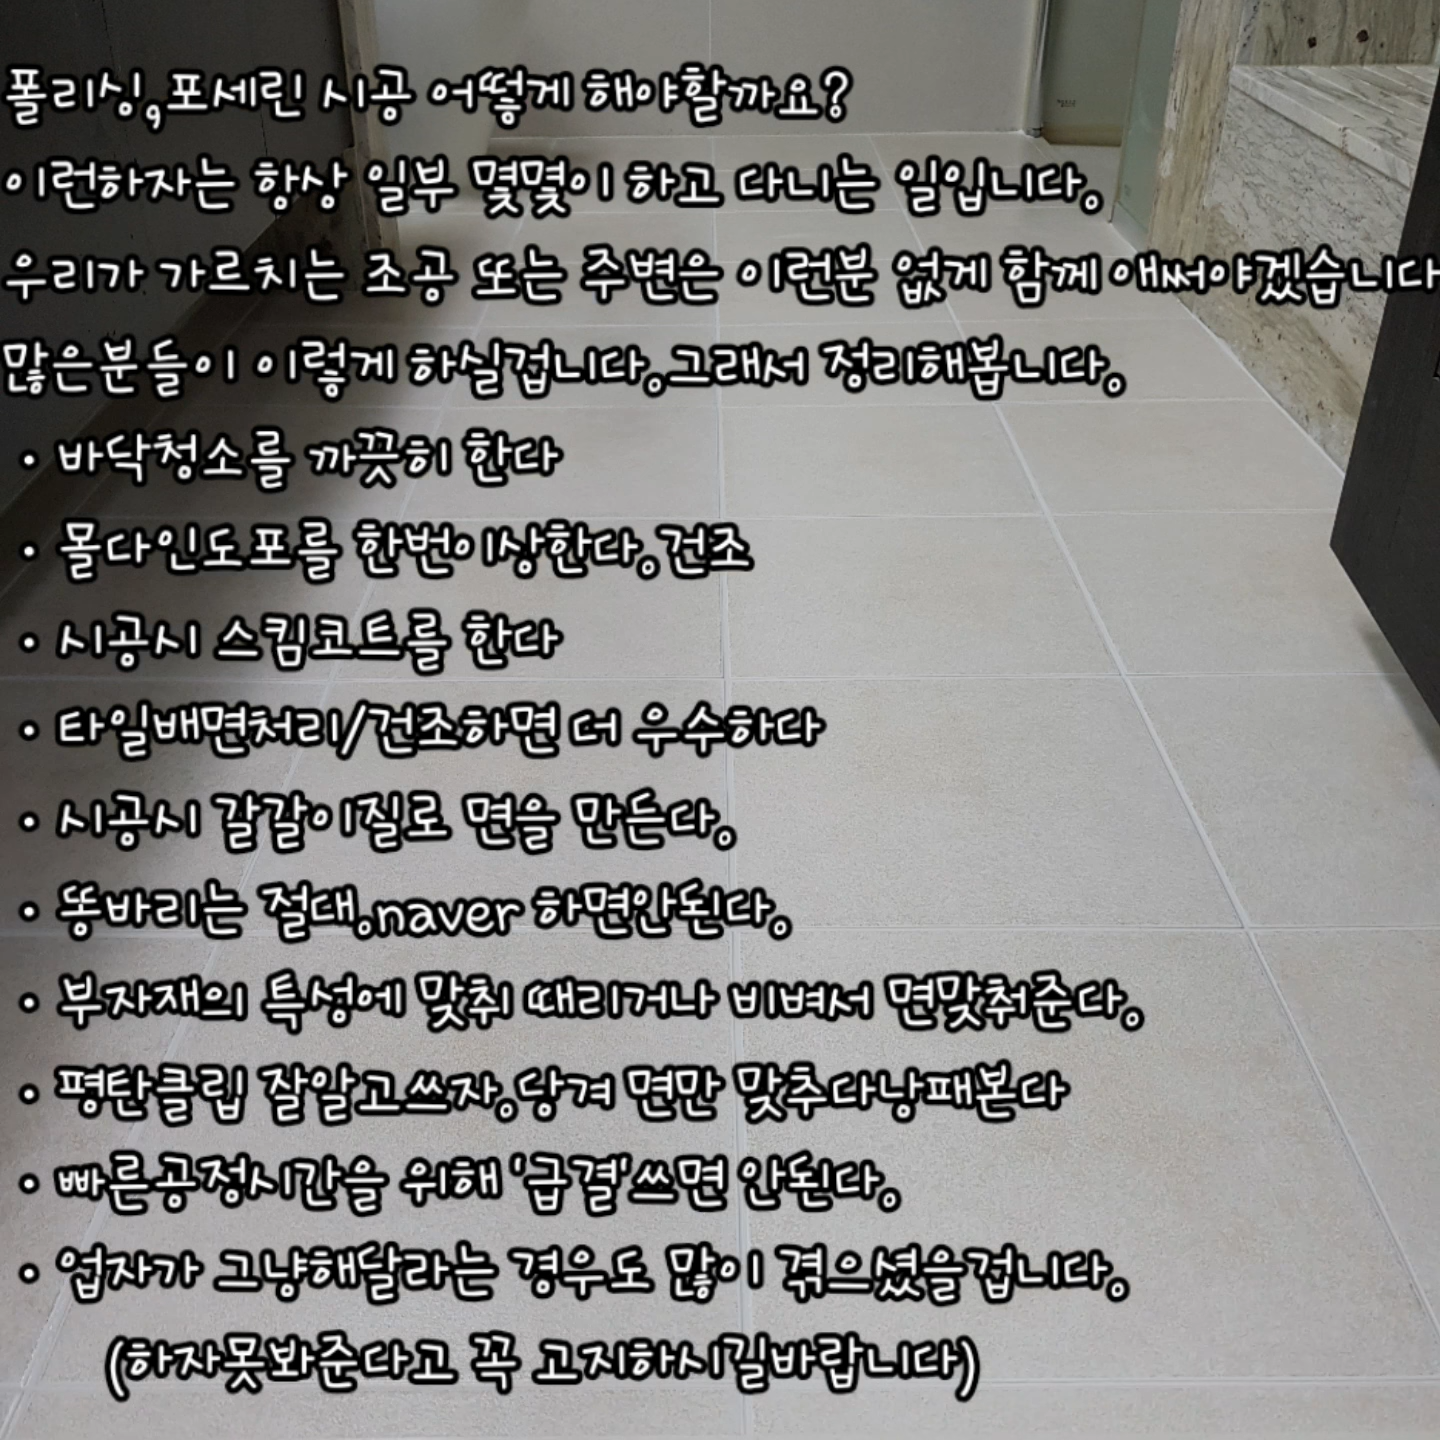 폴리싱,포세린 시공 어떻게 해야할까요?
이런하자는 항상 일부 몇몇이 하고 다니는 일입니다.
우리가 가르치는 조공 또는 주변은 이런분 없게 함께 애써야겠습니다
많은분들이 이렇게 하실겁니다.그래서 정리해봅니다.
• 바닥청소를 까끗히 한다
• 몰다인도포를 한번이상한다.건조
• 시공시 스킴코트를 한다
• 타일배면처리/건조하면 더 우수하다
• 시공시 갈갈이질로 면을 만든다.
• 똥바리는 절대.naver 하면안된다.
• 부자재의 특성에 맞춰 때리거나 비벼서 면맞춰준다.
• 평탄클립 잘알고쓰자.당겨 면만 맞추다낭패본다
• 빠른공정시간을 위해 '급결'쓰면 안된다.
• 업자가 그냥해달라는 경우도 많이 겪으셨을겁니다.
(하자못봐준다고 꼭 고지하시길바랍니다)